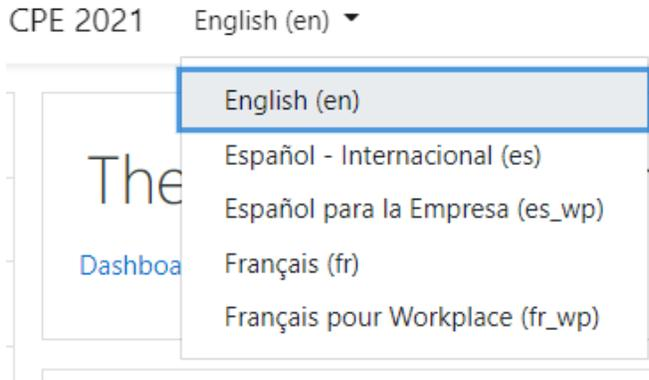 CPE 2021 English (en)
English (en)
Español - Internacional (es)
The
Español para la Empresa (es_wp)
Français (fr)
Français pour Workplace (fr_wp)